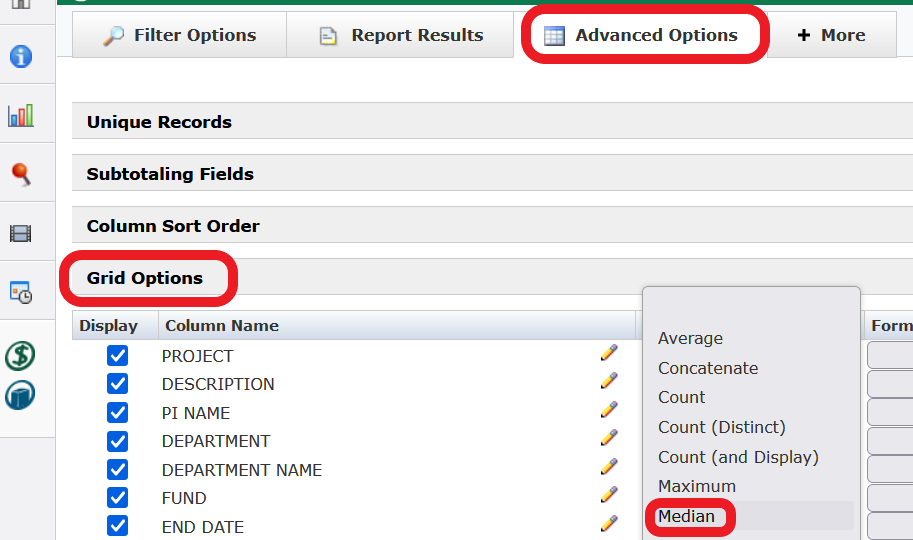 Filter Options Report Results Advanced Options + More
Unique Records
Subtotaling Fields
Column Sort Order
Grid Options
Display Column Name Form
PROJECT
DESCRIPTION
PI NAME
DEPARTMENT
DEPARTMENT NAME
FUND
END DATE
Average
Concatenate
Count
Count (Distinct)
Count (and Display)
Maximum
Median